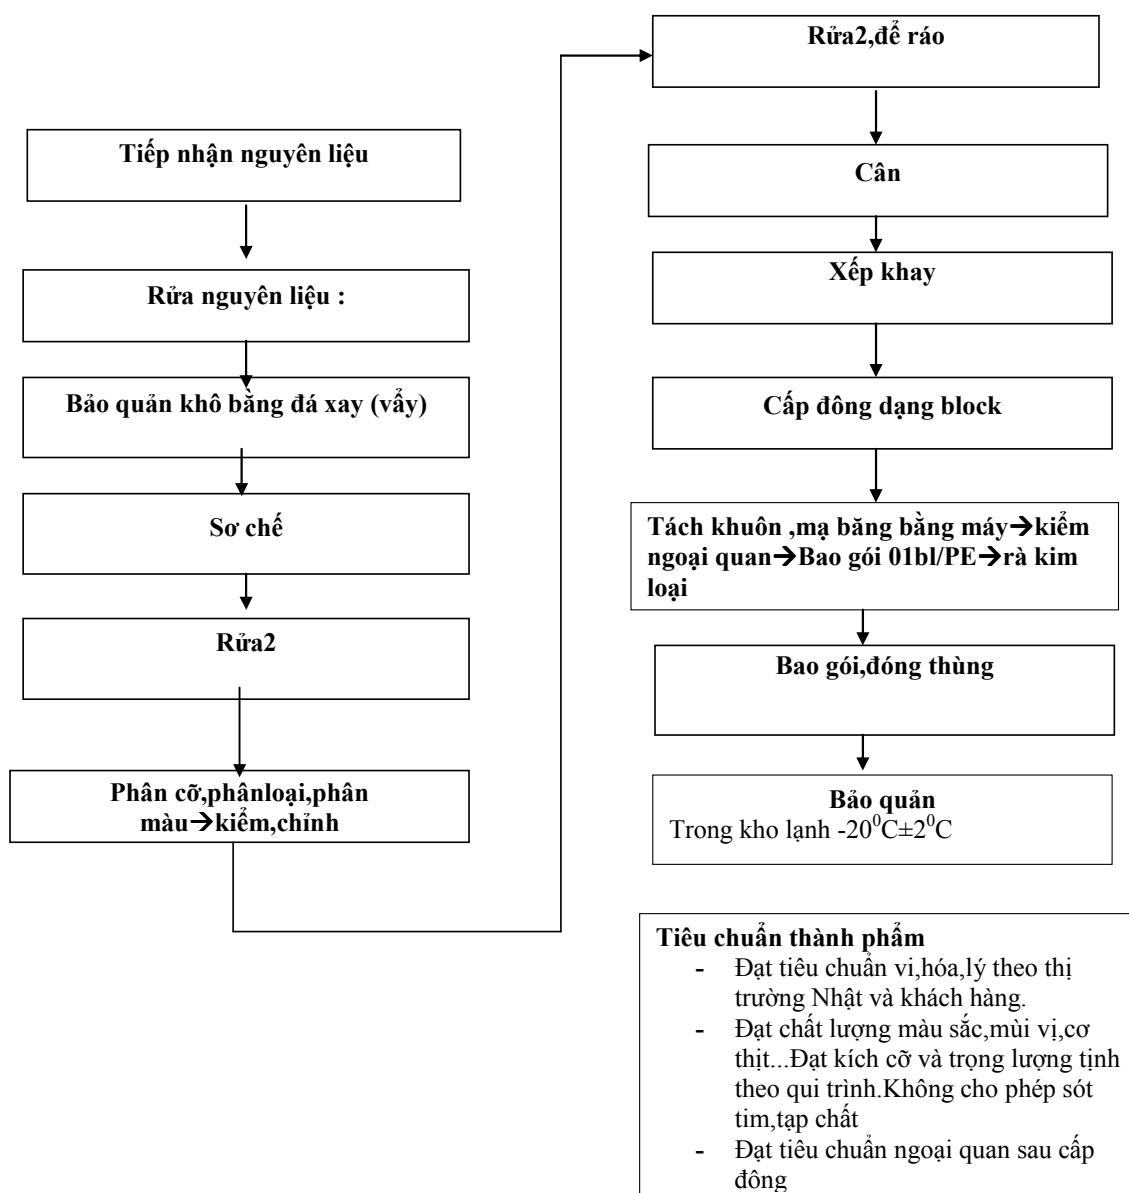 Tiếp nhận nguyên liệu
Rửa nguyên liệu :
Bảo quản khô bằng đá xay (vẩy)
Sơ chế
Rửa2
Phân cỡ,phânloại,phân
màu→kiểm,chỉnh
Rửa2,để ráo
Cân
Xếp khay
Cấp đông dạng block
Tách khuôn ,mạ băng bằng máy→kiểm
ngoại quan→Bao gói 01bl/PE→rà kim
loại
Bao gói,đóng thùng
Bảo quản
Trong kho lạnh -20⁰C±2⁰C
Tiêu chuẩn thành phẩm
- Đạt tiêu chuẩn vi,hóa,lý theo thị
trường Nhật và khách hàng.
- Đạt chất lượng màu sắc,mùi vị,cơ
thịt...Đạt kích cỡ và trọng lượng tịnh
theo qui trình.Không cho phép sót
tim,tạp chất
- Đạt tiêu chuẩn ngoại quan sau cấp
đông